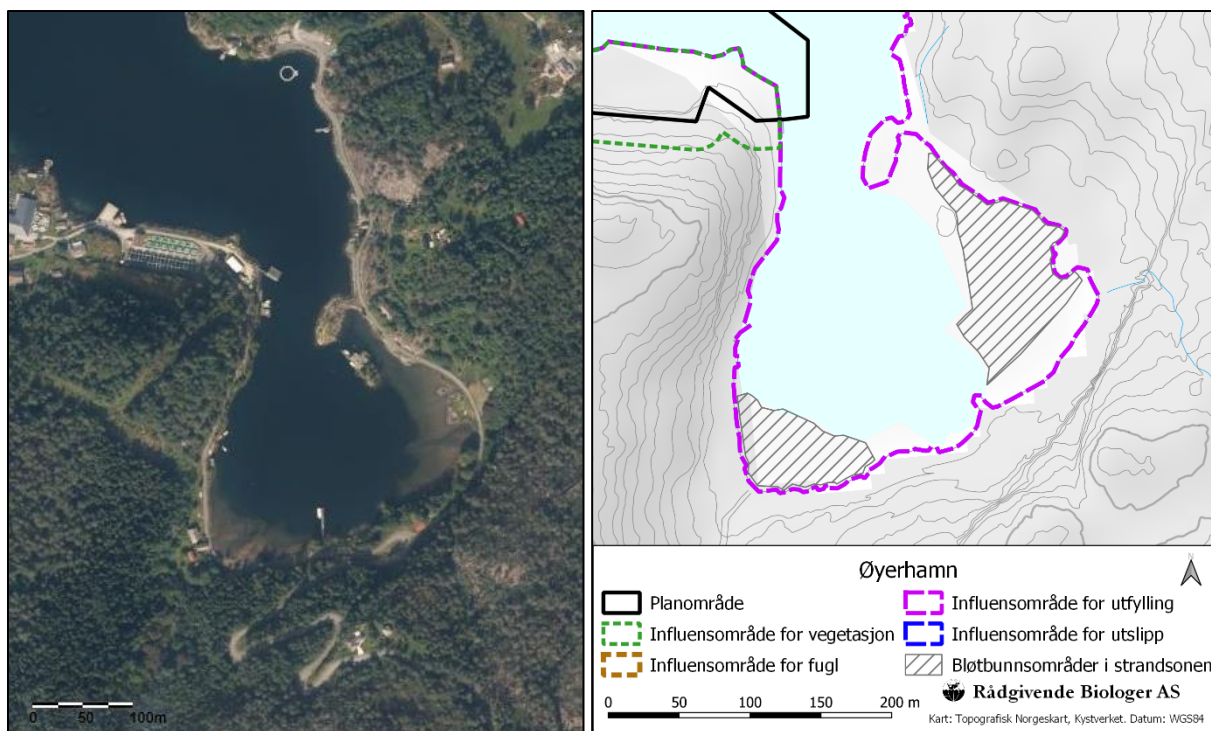 0 50 100m
N
Øyerhamn
Planområde
Influensområde for utfylling
Influensområde for vegetasjon
Influensområde for utslipp
Influensområde for fugl
Bløtbunnsområder i strandsonen
Rådgivende Biologer AS
0 50 100 150 200 m
Kart: Topografisk Norgeskart, Kystverket. Datum: WGS84